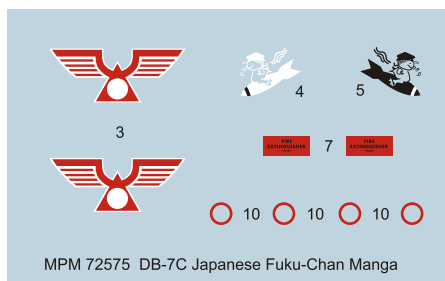 4
5
3
FIRE
EXTINGUISHER
7
FIRE
EXTINGUISHER
10
10
10
MPM 72575 DB-7C Japanese Fuku-Chan Manga